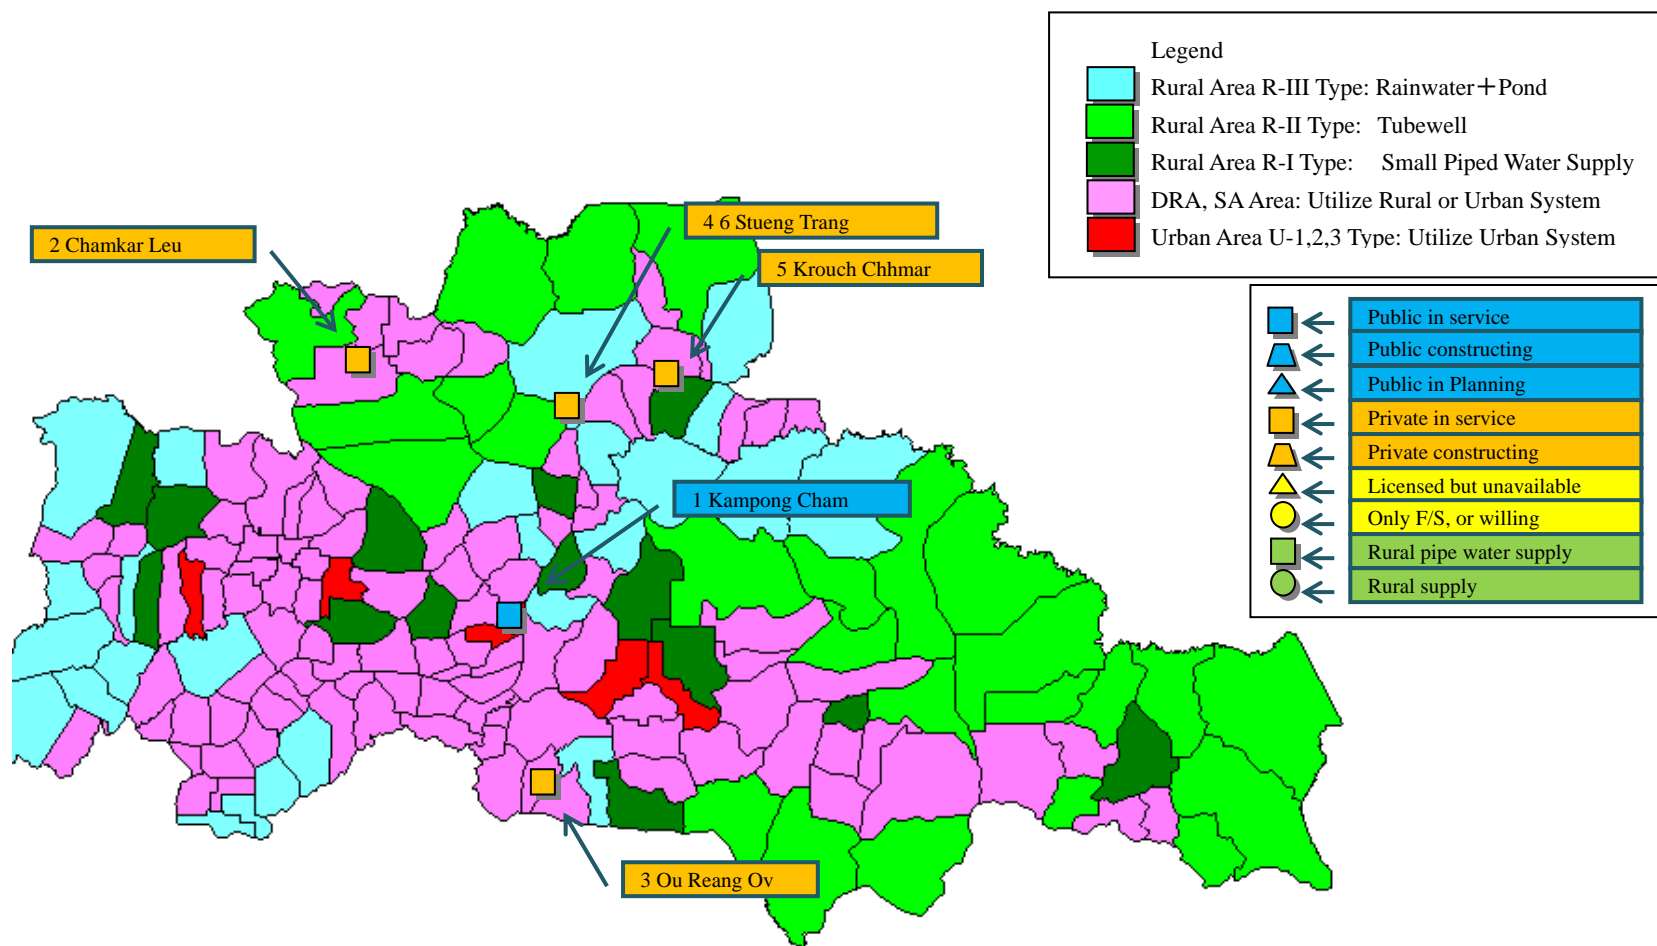 Legend
Rural Area R-III Type: Rainwater＋Pond
Rural Area R-II Type: Tubewell
Rural Area R-I Type: Small Piped Water Supply
DRA, SA Area: Utilize Rural or Urban System
Urban Area U-1,2,3 Type: Utilize Urban System
4 6 Stueng Trang
2 Chamkar Leu
5 Krouch Chhmar
Public in service
Public constructing
Public in Planning
Private in service
Private constructing
Licensed but unavailable
Only F/S, or willing
Rural pipe water supply
Rural supply
1 Kampong Cham
3 Ou Reang Ov